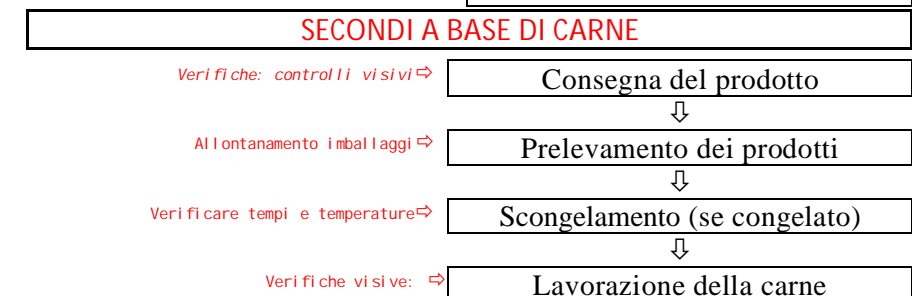 SECONDI A BASE DI CARNE
Verifiche: controlli visivi⇨ Consegna del prodotto
⇩
Allontanamento imballaggi⇨ Prelevamento dei prodotti
⇩
Verificare tempi e temperature⇨ Scongelamento (se congelato)
⇩
Verifiche visive: ⇨ Lavorazione della carne